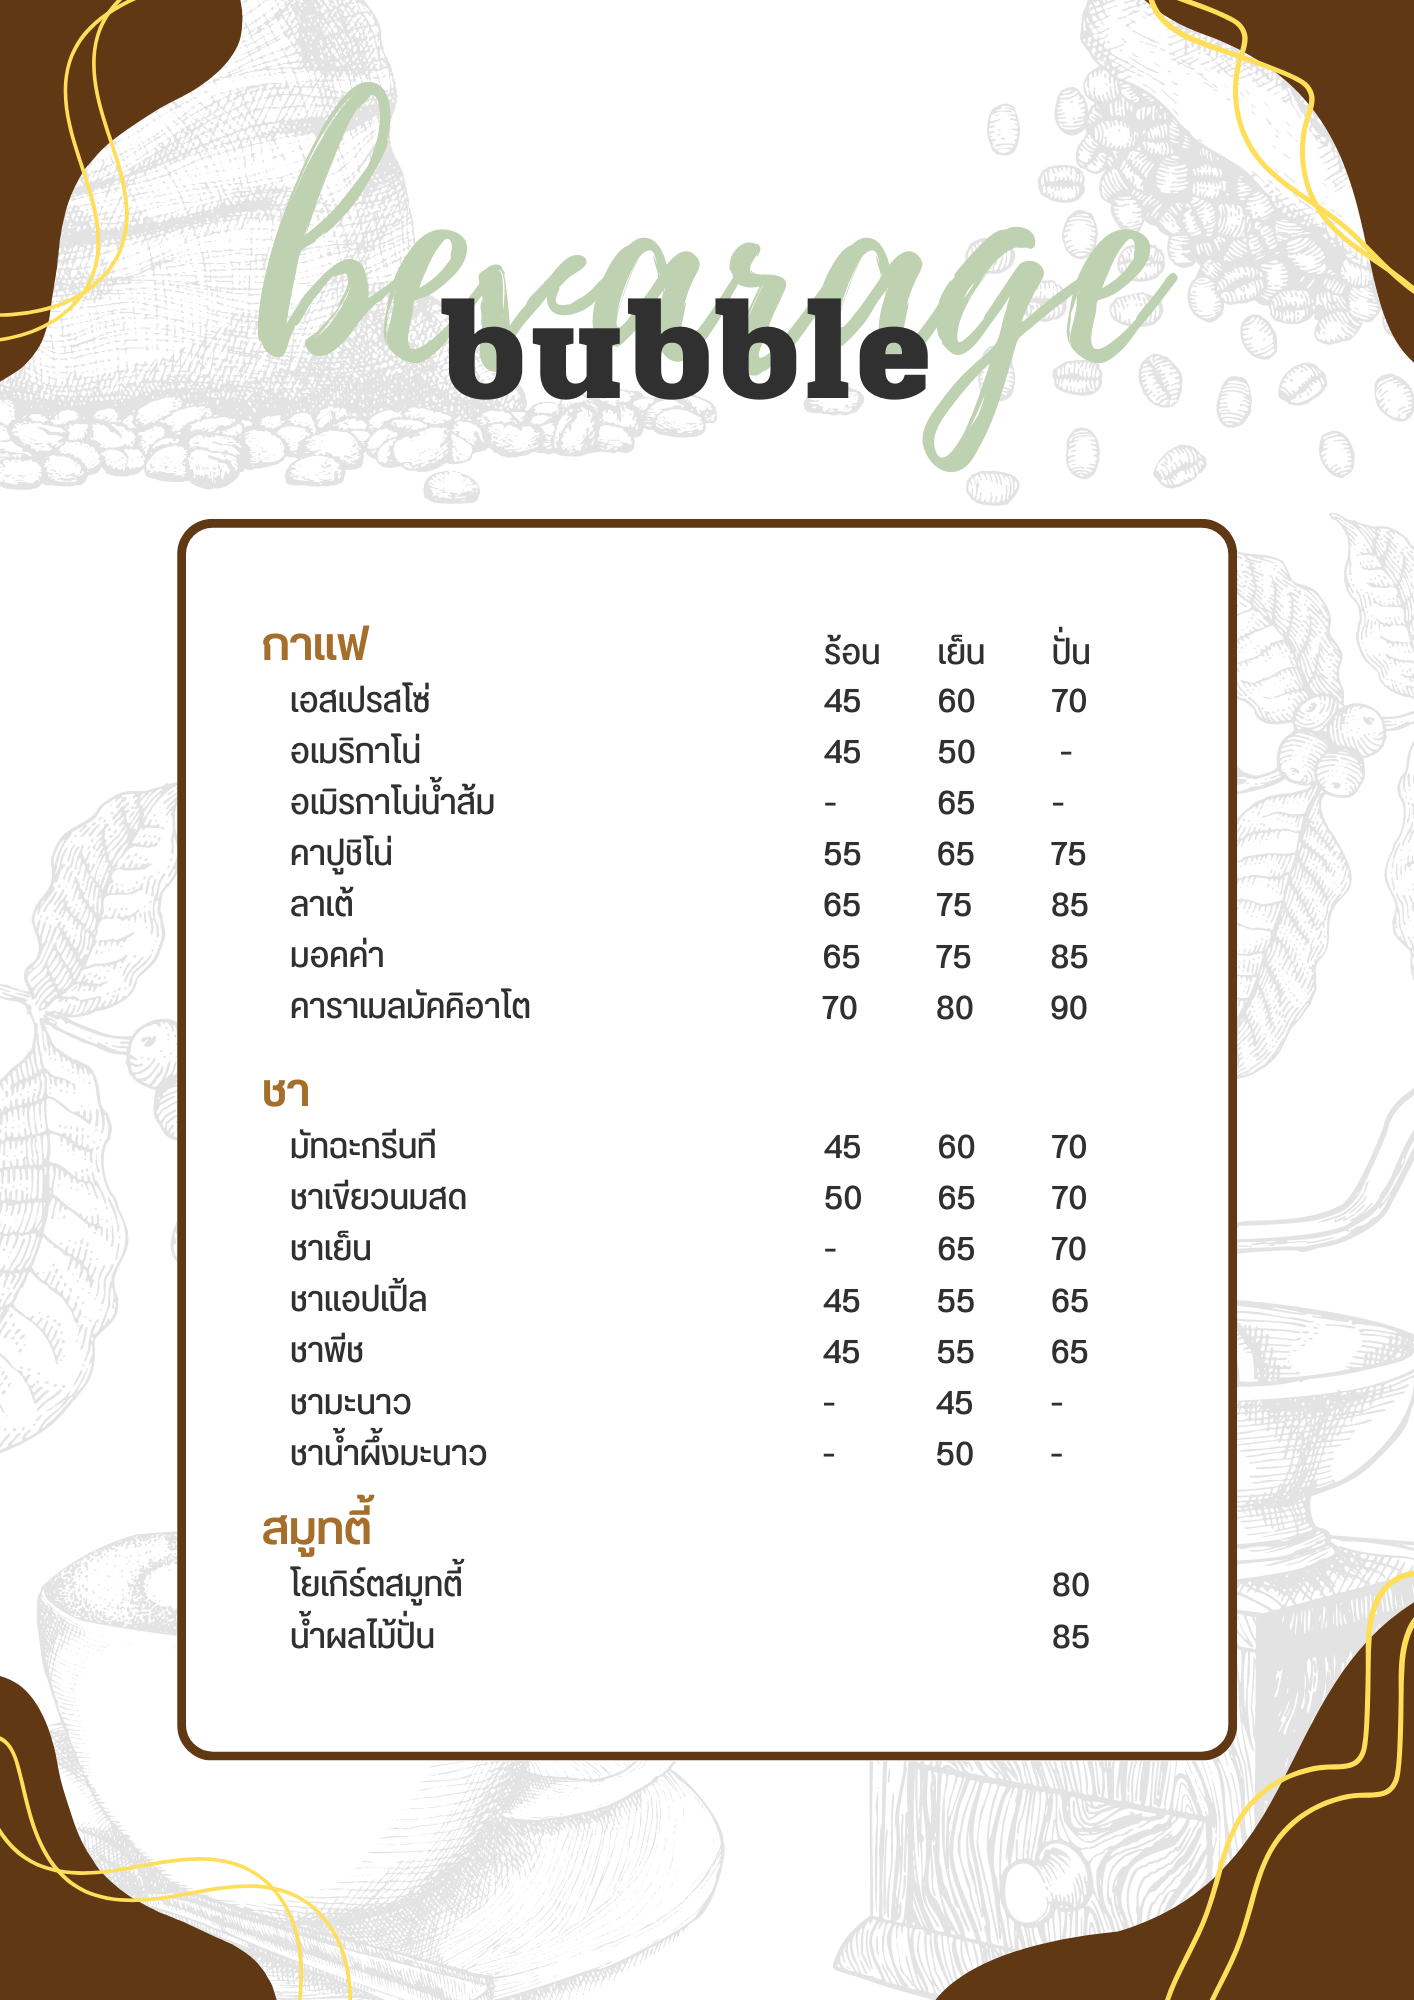 bevarage
bubble
กาแฟ ร้อน เย็น ปั่น
เอสเปรสโซ่ 45 60 70
อเมริกาโน่ 45 50 -
อเมิรกาโน่น้ำส้ม - 65 -
คาปูชิโน่ 55 65 75
ลาเต้ 65 75 85
มอคค่า 65 75 85
คาราเมลมัคคิอาโต 70 80 90
ชา
มัทฉะกรีนที 45 60 70
ชาเขียวนมสด 50 65 70
ชาเย็น - 65 70
ชาแอปเปิ้ล 45 55 65
ชาพีช 45 55 65
ชามะนาว - 45 -
ชาน้ำผึ้งมะนาว - 50 -
สมูทตี้
โยเกิร์ตสมูทตี้ 80
น้ำผลไม้ปั่น 85